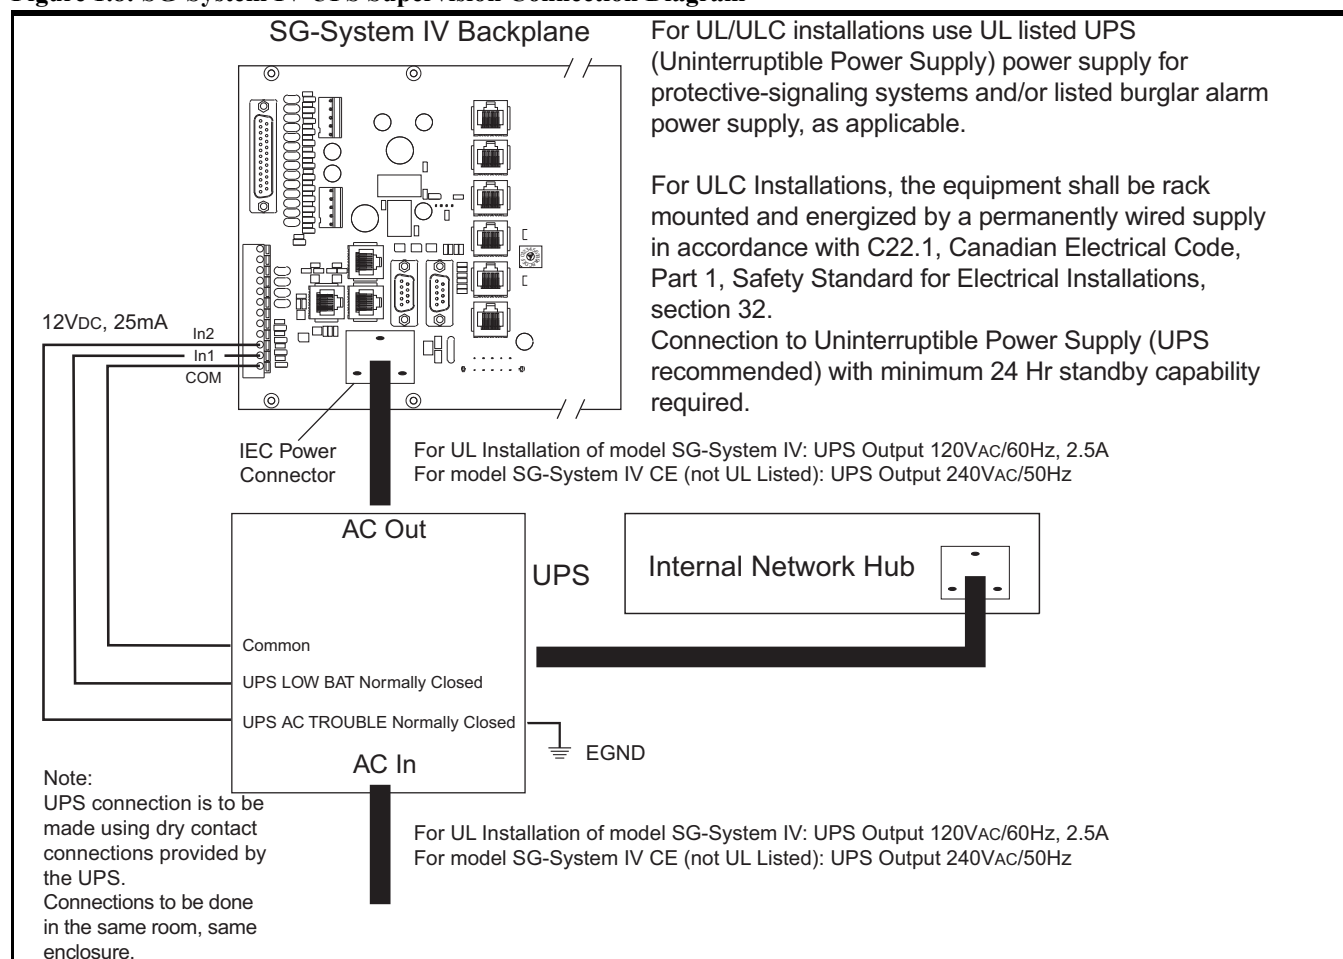 Figure 1.8: SG-System IV UPS Supervision Connection Diagram
SG-System IV Backplane
For UL/ULC installations use UL listed UPS
(Uninterruptible Power Supply) power supply for
protective-signaling systems and/or listed burglar alarm
power supply, as applicable.
For ULC Installations, the equipment shall be rack
mounted and energized by a permanently wired supply
in accordance with C22.1, Canadian Electrical Code,
Part 1, Safety Standard for Electrical Installations,
section 32.
Connection to Uninterruptible Power Supply (UPS
recommended) with minimum 24 Hr standby capability
required.
12VDC, 25mA
In2
In1
COM
IEC Power
Connector
For UL Installation of model SG-System IV: UPS Output 120VAC/60Hz, 2.5A
For model SG-System IV CE (not UL Listed): UPS Output 240VAC/50Hz
AC Out
UPS
Internal Network Hub
Common
UPS LOW BAT Normally Closed
UPS AC TROUBLE Normally Closed
EGND
AC In
Note:
UPS connection is to be
made using dry contact
connections provided by
the UPS.
Connections to be done
in the same room, same
enclosure.
For UL Installation of model SG-System IV: UPS Output 120VAC/60Hz, 2.5A
For model SG-System IV CE (not UL Listed): UPS Output 240VAC/50Hz